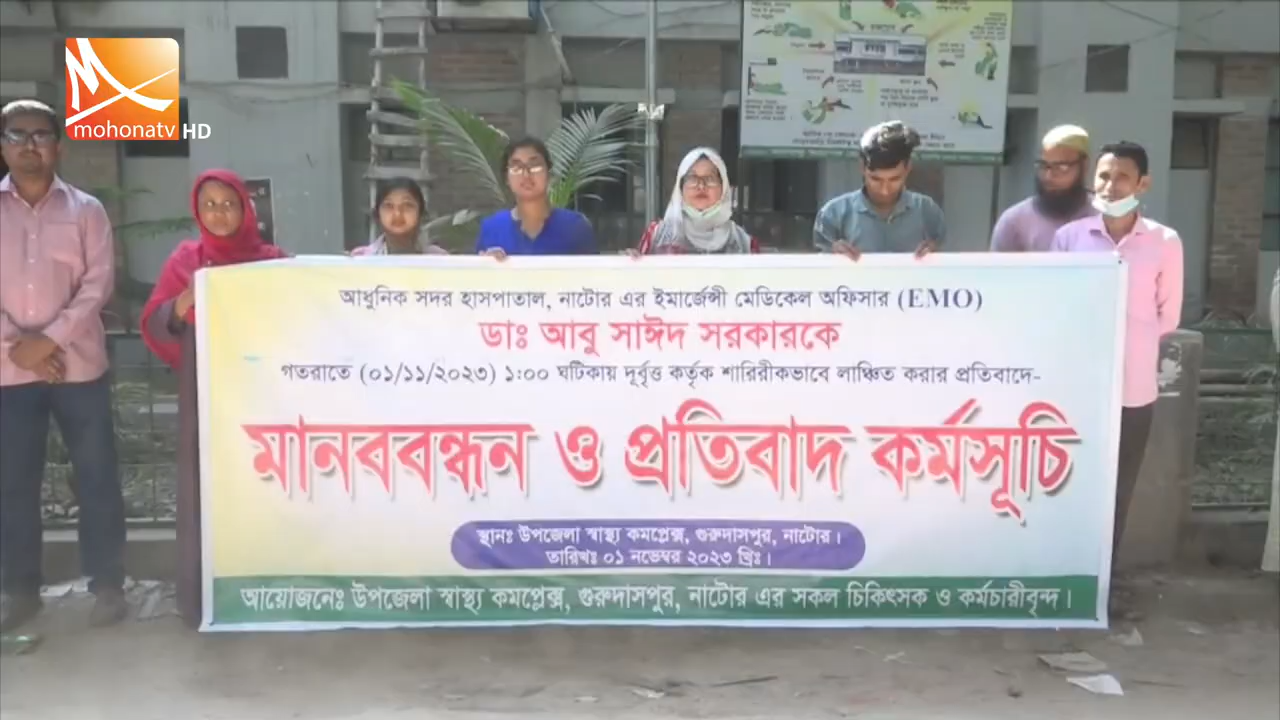 mohonatv HD
আধুনিক সদর হাসপাতাল, নাটোর এর ইমার্জেন্সী মেডিকেল অফিসার (EMO)
ডাঃ আবু সাঈদ সরকারকে
গতরাতে (০১/১১/২০২৩) ১:০০ ঘটিকায় দূর্বৃত্ত কর্তৃক শারিরীকভাবে লাঞ্চিত করার প্রতিবাদে-
মানববন্ধন ও প্রতিবাদ কর্মসূচি
স্থানঃ উপজেলা স্বাস্থ্য কমপ্লেক্স, গুরুদাসপুর, নাটোর।
তারিখঃ ০১ নভেম্বর ২০২৩ খ্রিঃ।
আয়োজনেঃ উপজেলা স্বাস্থ্য কমপ্লেক্স, গুরুদাসপুর, নাটোর এর সকল চিকিৎসক ও কর্মচারীবৃন্দ।